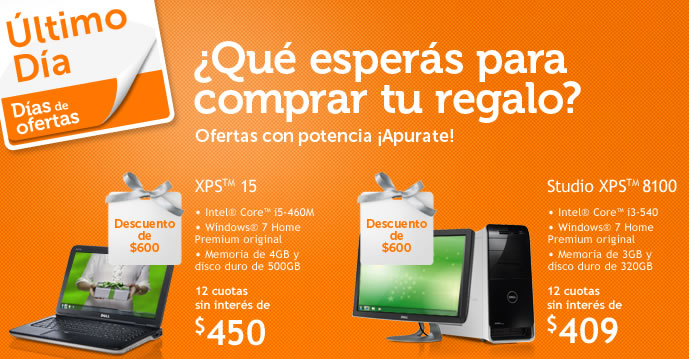 Último
Día
Días de
ofertas
¿Qué esperás para
comprar tu regalo?
Ofertas con potencia ¡Apurate!
XPS™ 15
Descuento
de
$600
• Intel® Core™ i5-460M
• Windows® 7 Home
Premium original
• Memoria de 4GB y
disco duro de 500GB
12 cuotas
sin interés de
$450
Studio XPS™ 8100
Descuento
de
$600
• Intel® Core™ i3-540
• Windows® 7 Home
Premium original
• Memoria de 3GB y
disco duro de 320GB
12 cuotas
sin interés de
$409
DELL
DELL